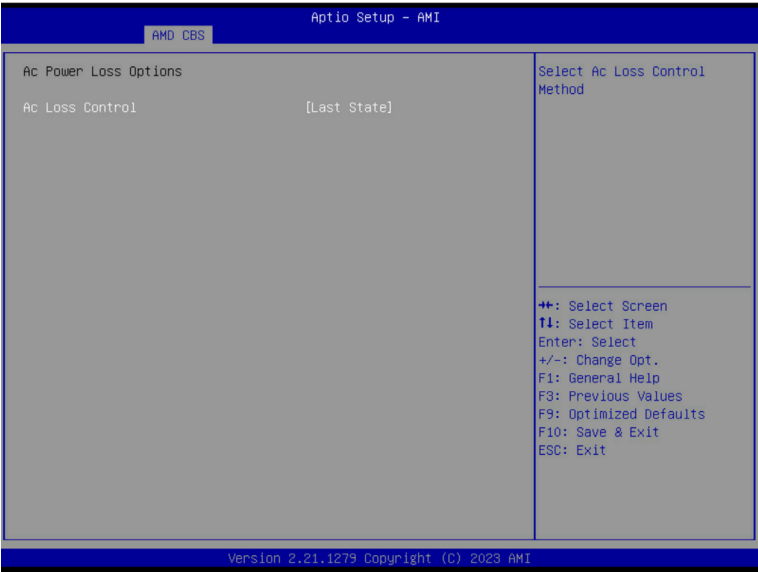 Aptio Setup – AMI
AMD CBS
Ac Power Loss Options
Ac Loss Control [Last State]
Select Ac Loss Control
Method
→←: Select Screen
↑↓: Select Item
Enter: Select
+/-: Change Opt.
F1: General Help
F3: Previous Values
F9: Optimized Defaults
F10: Save & Exit
ESC: Exit
Version 2.21.1279 Copyright (C) 2023 AMI